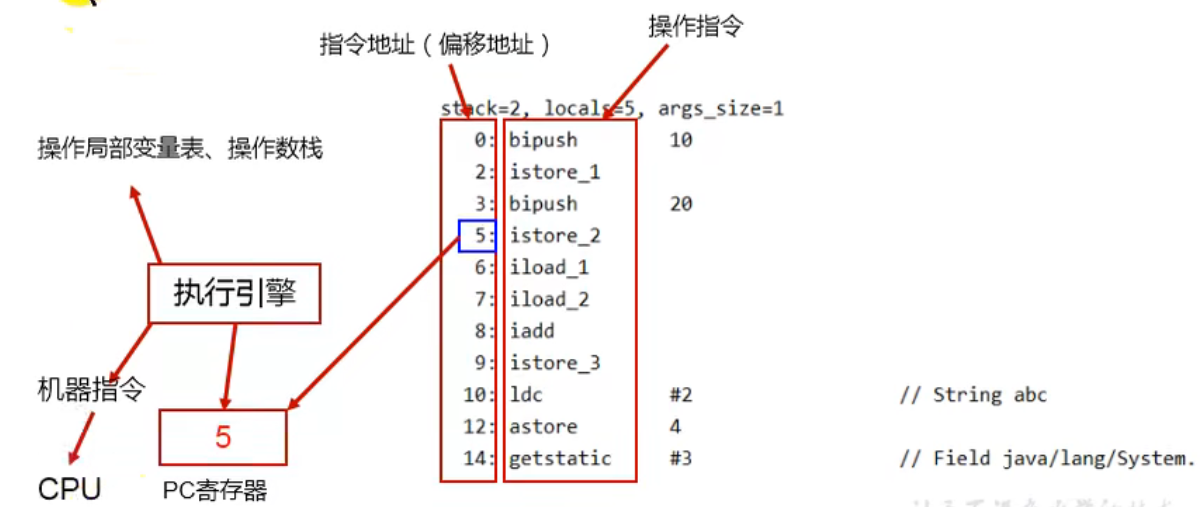 操作指令
指令地址（偏移地址）
stack=2, locals=5, args_size=1
操作局部变量表、操作数栈
0: bipush 10
2: istore_1
3: bipush 20
5: istore_2
6: iload_1
7: iload_2
8: iadd
9: istore_3
10: ldc #2 // String abc
12: astore 4
14: getstatic #3 // Field java/lang/System.
执行引擎
机器指令
5
CPU
PC寄存器